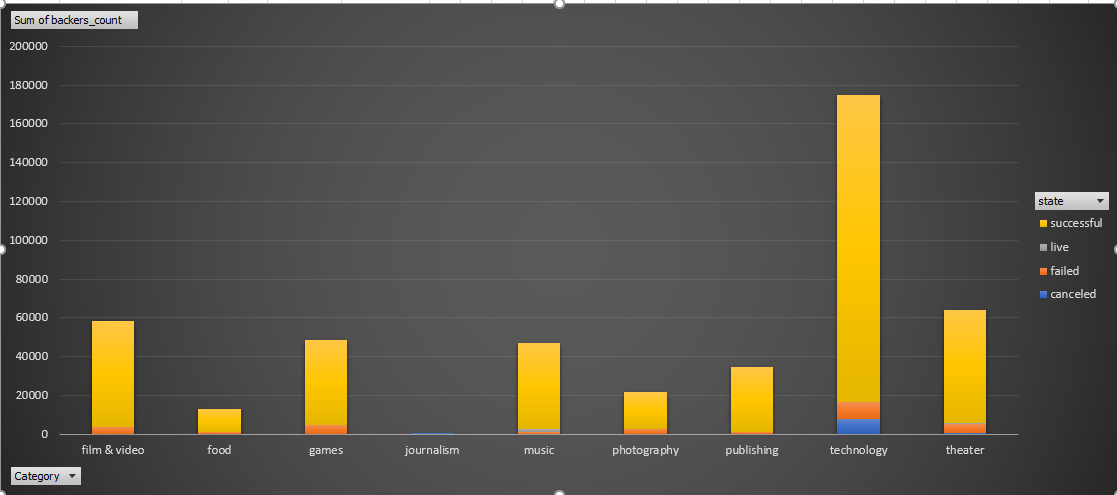 Sum of backers_count
200000
180000
160000
140000
120000
100000
80000
60000
40000
20000
0
film & video food games journalism music photography publishing technology theater
state
successful
live
failed
canceled
Category